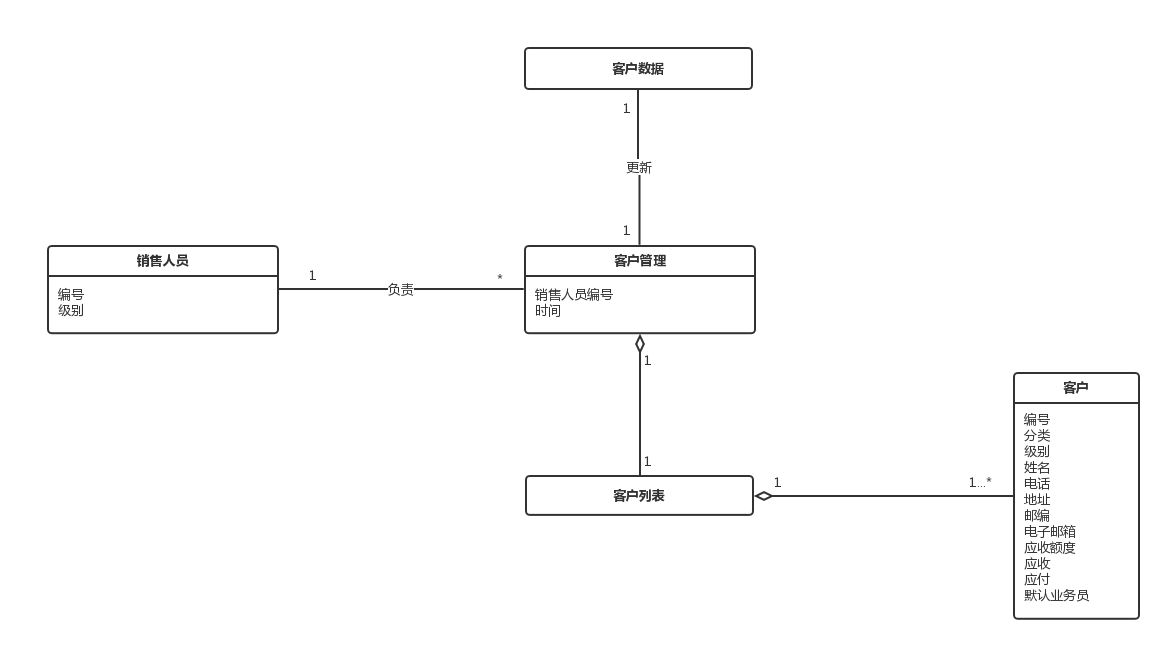 客户数据
1
更新
1
销售人员
编号
级别
1
负责
*
客户管理
销售人员编号
时间
1
1
客户列表
1
1...*
客户
编号
分类
级别
姓名
电话
地址
邮编
电子邮箱
应收额度
应收
应付
默认业务员